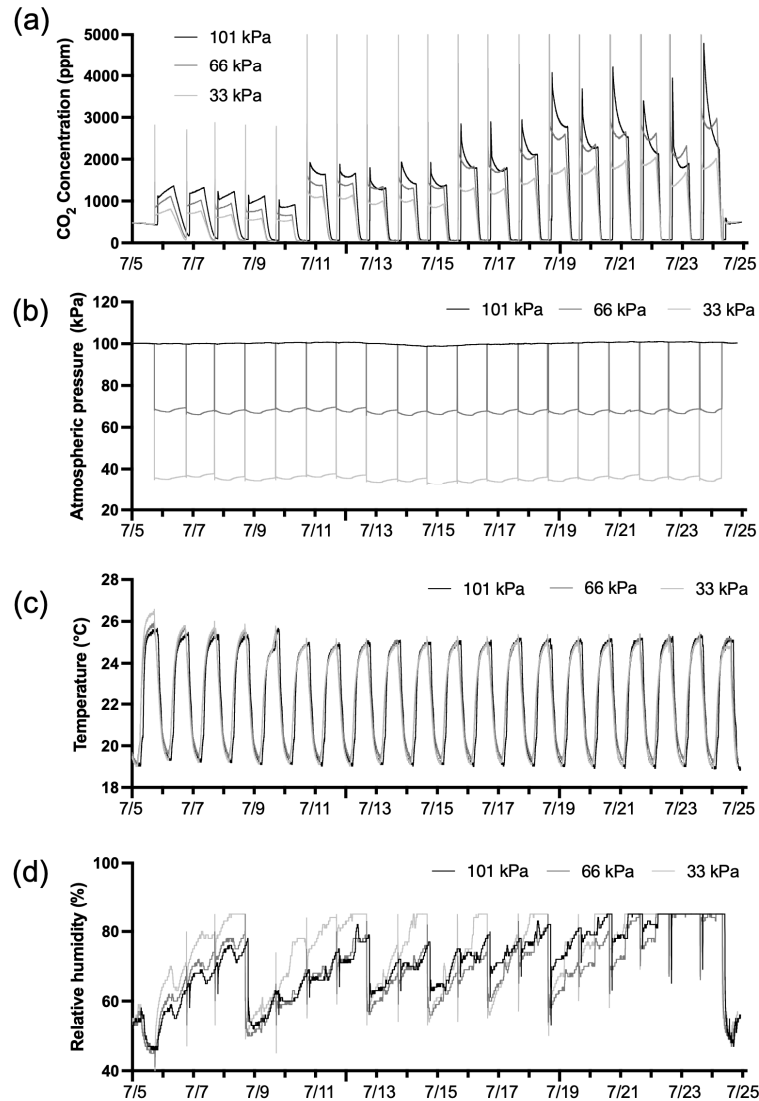 (a)
CO2 Concentration (ppm)
5000
4000
3000
2000
1000
0
101 kPa
66 kPa
33 kPa
7/5 7/7 7/9 7/11 7/13 7/15 7/17 7/19 7/21 7/23 7/25
(b)
Atmospheric pressure (kPa)
120
100
80
60
40
20
101 kPa 66 kPa 33 kPa
7/5 7/7 7/9 7/11 7/13 7/15 7/17 7/19 7/21 7/23 7/25
(c)
Temperature (°C)
28
26
24
22
20
18
101 kPa 66 kPa 33 kPa
7/5 7/7 7/9 7/11 7/13 7/15 7/17 7/19 7/21 7/23 7/25
(d)
Relative humidity (%)
100
80
60
40
101 kPa 66 kPa 33 kPa
7/5 7/7 7/9 7/11 7/13 7/15 7/17 7/19 7/21 7/23 7/25